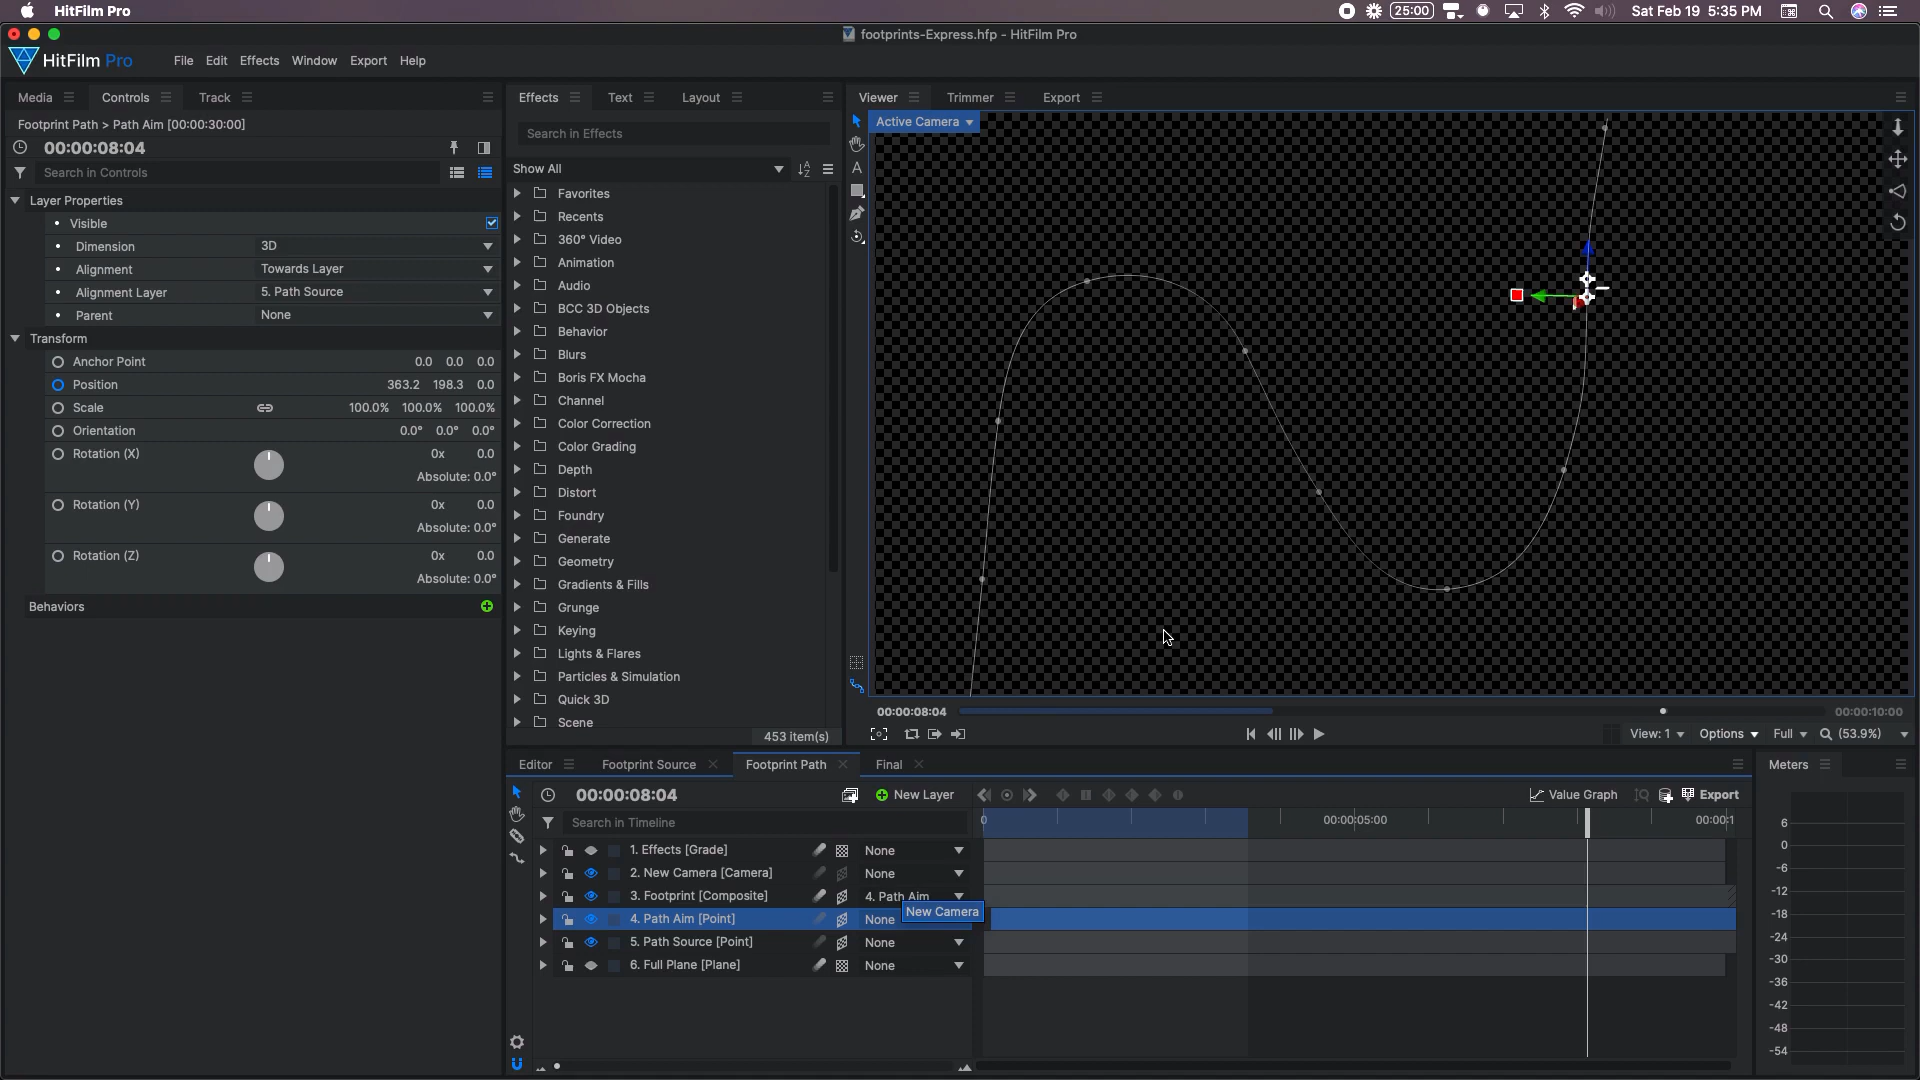 HitFilm Pro
25:00
Sat Feb 19 5:35 PM
footprints-Express.hfp - HitFilm Pro
HitFilm Pro
File Edit Effects Window Export Help
Media Controls Track
Footprint Path > Path Aim [00:00:30:00]
00:00:08:04
Search in Controls
Layer Properties
Visible
Dimension 3D
Alignment Towards Layer
Alignment Layer 5. Path Source
Parent None
Transform
Anchor Point 0.0 0.0 0.0
Position 363.2 198.3 0.0
Scale 100.0% 100.0% 100.0%
Orientation 0.0° 0.0° 0.0°
Rotation (X) 0x 0.0
Absolute: 0.0°
Rotation (Y) 0x 0.0
Absolute: 0.0°
Rotation (Z) 0x 0.0
Absolute: 0.0°
Behaviors
Effects Text Layout
Search in Effects
Show All
Favorites
Recents
360° Video
Animation
Audio
BCC 3D Objects
Behavior
Blurs
Boris FX Mocha
Channel
Color Correction
Color Grading
Depth
Distort
Foundry
Generate
Geometry
Gradients & Fills
Grunge
Keying
Lights & Flares
Particles & Simulation
Quick 3D
Scene
453 item(s)
Viewer Trimmer Export
Active Camera
00:00:08:04 00:00:10:00
View: 1 Options Full (53.9%)
Editor Footprint Source Footprint Path Final
00:00:08:04 New Layer Value Graph Export
Search in Timeline
0 00:00:05:00 00:00:1
1. Effects [Grade] None
2. New Camera [Camera] None
3. Footprint [Composite] 4. Path Aim
New Camera
4. Path Aim [Point] None
5. Path Source [Point] None
6. Full Plane [Plane] None
Meters
6
0
-6
-12
-18
-24
-30
-36
-42
-48
-54